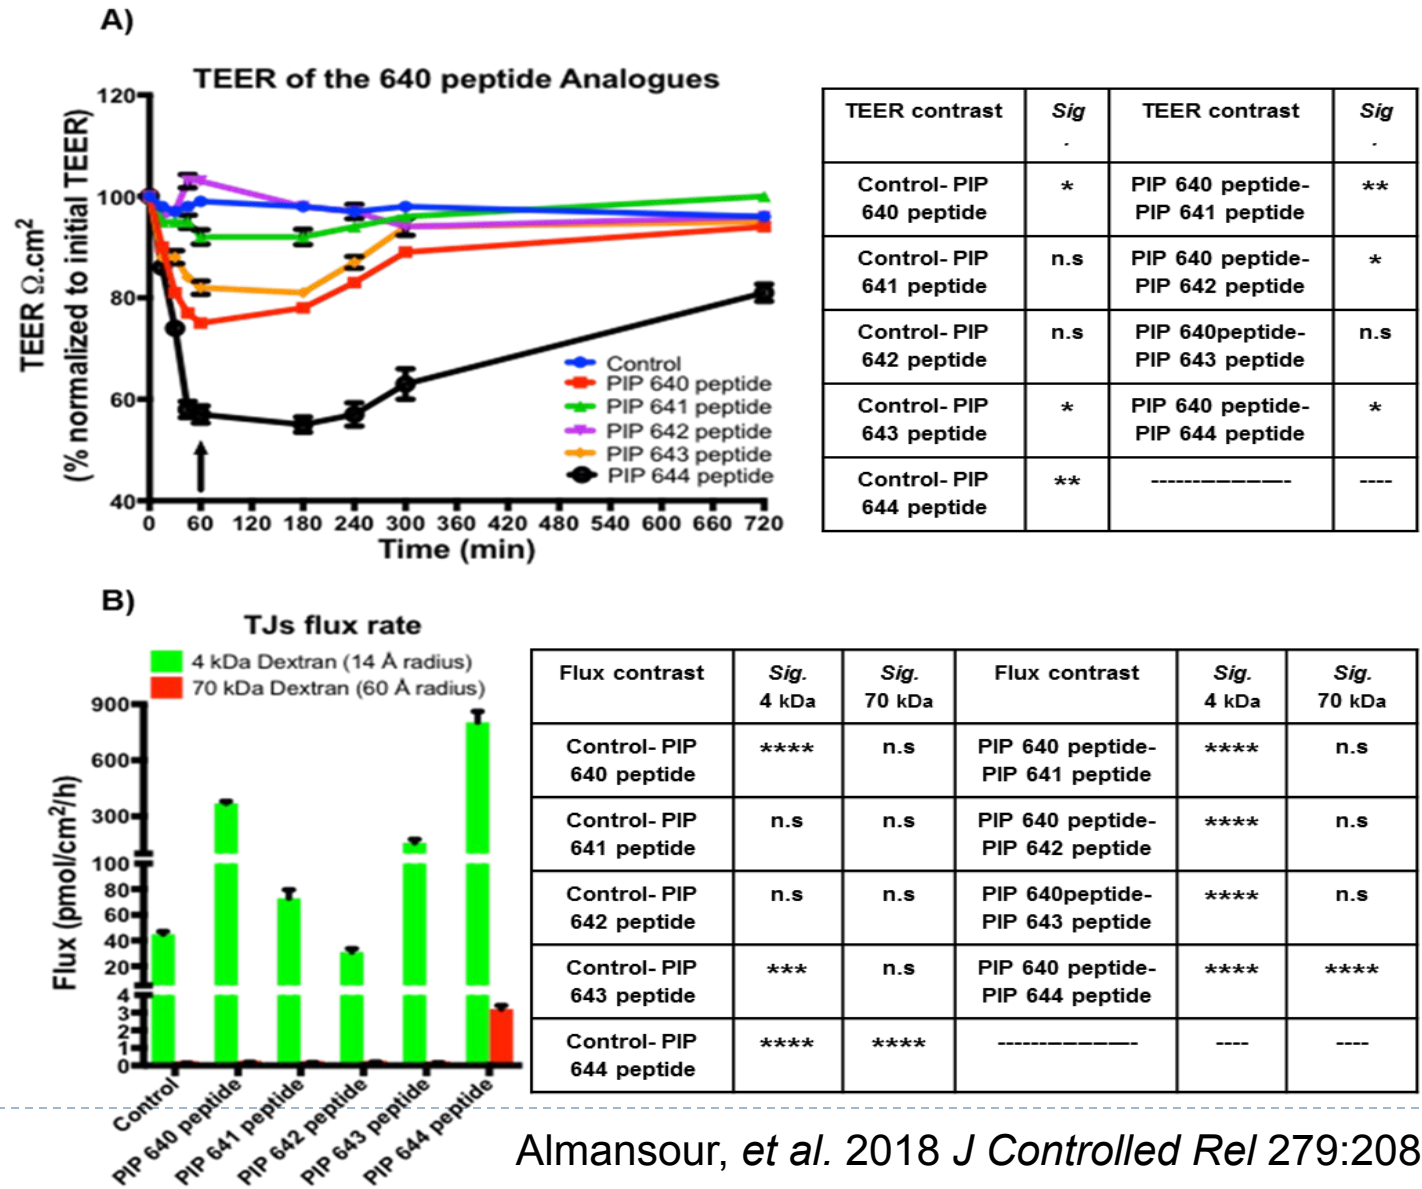 A)
TEER of the 640 peptide Analogues
TEER Ω.cm2
(% normalized to initial TEER)
120
100
80
60
40
Control
PIP 640 peptide
PIP 641 peptide
PIP 642 peptide
PIP 643 peptide
PIP 644 peptide
0 60 120 180 240 300 360 420 480 540 600 660 720
Time (min)
TEER contrast Sig TEER contrast Sig
. .
Control- PIP * PIP 640 peptide- **
640 peptide PIP 641 peptide
Control- PIP n.s PIP 640 peptide- *
641 peptide PIP 642 peptide
Control- PIP n.s PIP 640peptide- n.s
642 peptide PIP 643 peptide
Control- PIP * PIP 640 peptide- *
643 peptide PIP 644 peptide
Control- PIP ** -------------------- ----
644 peptide
B)
TJs flux rate
4 kDa Dextran (14 Å radius)
70 kDa Dextran (60 Å radius)
Flux (pmol/cm2/h)
900
600
300
100
80
60
40
20
4
3
2
1
0
Control
PIP 640 peptide
PIP 641 peptide
PIP 642 peptide
PIP 643 peptide
PIP 644 peptide
Flux contrast Sig. Sig. Flux contrast Sig. Sig.
4 kDa 70 kDa 4 kDa 70 kDa
Control- PIP **** n.s PIP 640 peptide- **** n.s
640 peptide PIP 641 peptide
Control- PIP n.s n.s PIP 640 peptide- **** n.s
641 peptide PIP 642 peptide
Control- PIP n.s n.s PIP 640peptide- **** n.s
642 peptide PIP 643 peptide
Control- PIP *** n.s PIP 640 peptide- **** ****
643 peptide PIP 644 peptide
Control- PIP **** **** -------------------- ---- ----
644 peptide
Almansour, et al. 2018 J Controlled Rel 279:208